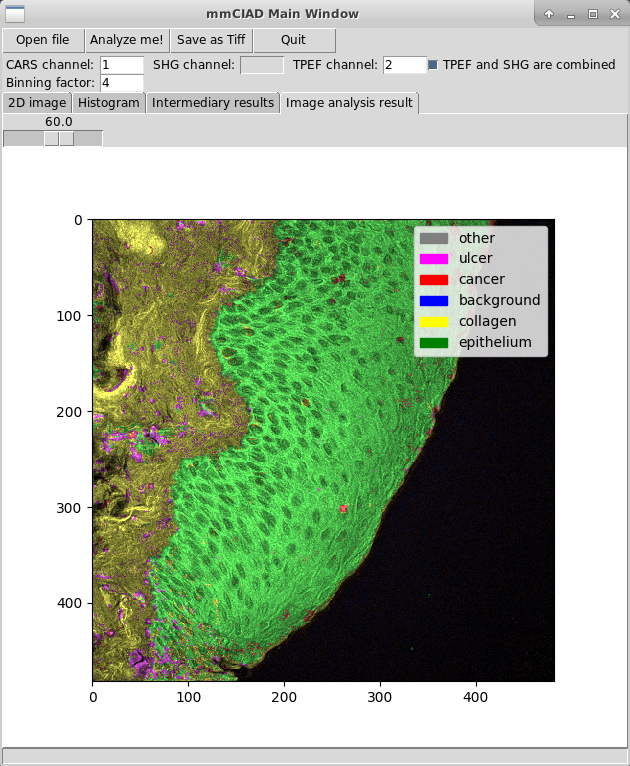 mmCIAD Main Window
Open file Analyze me! Save as Tiff Quit
CARS channel: 1 SHG channel: TPEF channel: 2 TPEF and SHG are combined
Binning factor: 4
2D image Histogram Intermediary results Image analysis result
60.0
0
100
200
300
400
other
ulcer
cancer
background
collagen
epithelium
0 100 200 300 400